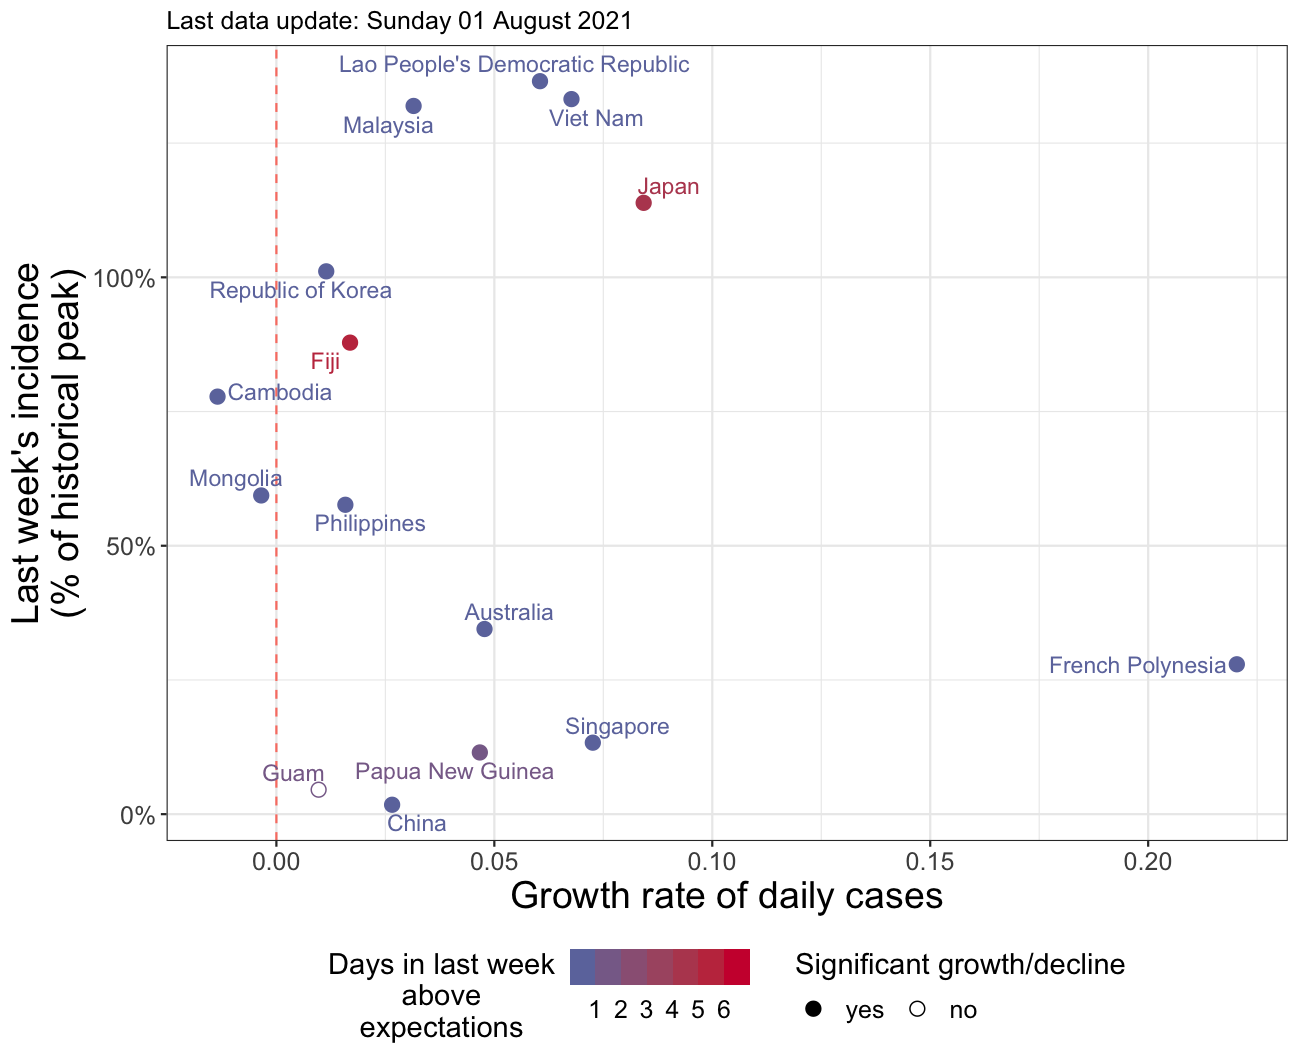 Last data update: Sunday 01 August 2021
Lao People's Democratic Republic
Malaysia
Viet Nam
Japan
Republic of Korea
Fiji
Cambodia
Mongolia
Philippines
Australia
French Polynesia
Singapore
Guam
Papua New Guinea
China
Last week's incidence
(% of historical peak)
100%
50%
0%
0.00 0.05 0.10 0.15 0.20
Growth rate of daily cases
Days in last week
above
expectations
1 2 3 4 5 6
Significant growth/decline
yes no